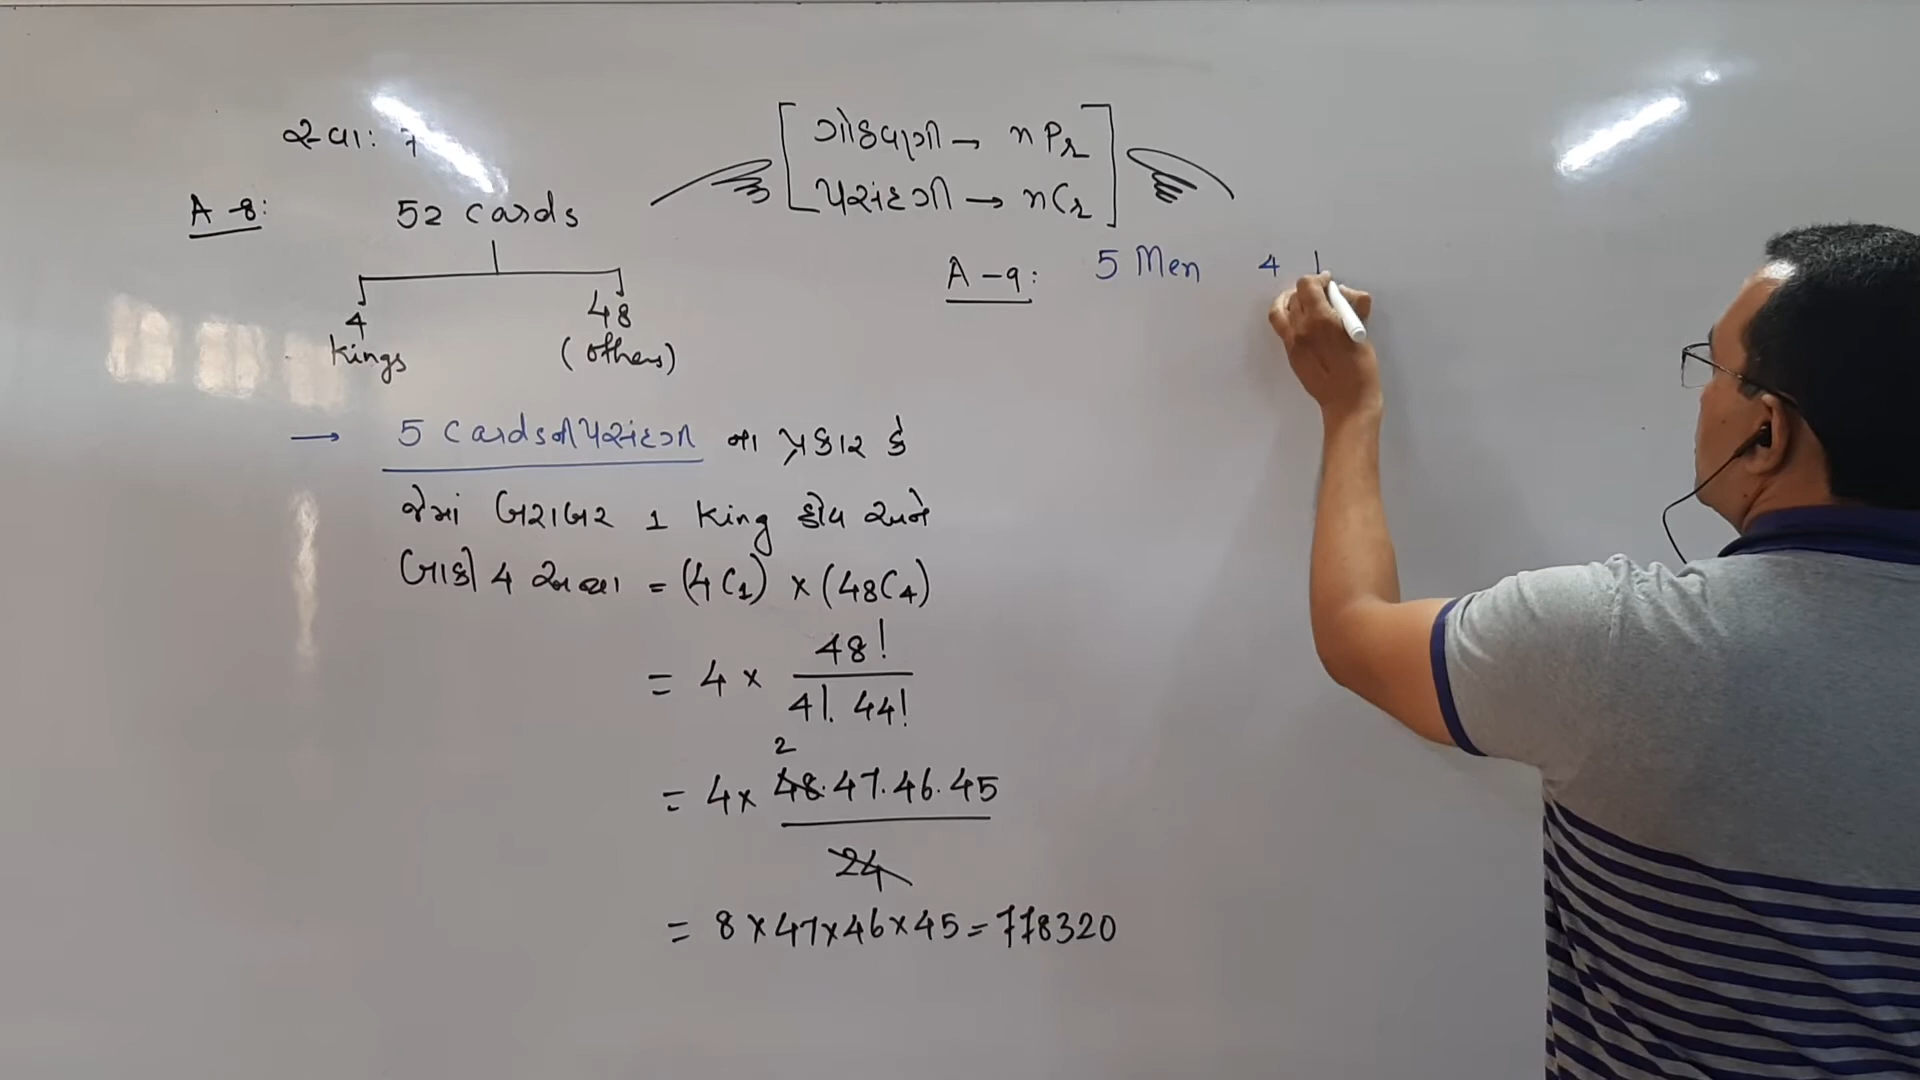 સ્વા: 7
[ ગોઠવણી → nPr
પસંદગી → nCr ]
A-8: 52 cards
4 48
kings (others)
→ 5 Cardsની પસંદગી ના પ્રકાર કે
જેમાં બરાબર 1 King હોય અને
બાકી 4 અન્ય = (4C1) × (48C4)
= 4 × 48! / 4!. 44!
2
= 4× 48.47.46.45 / 24
= 8×47×46×45=778320
A-9: 5 Men 4